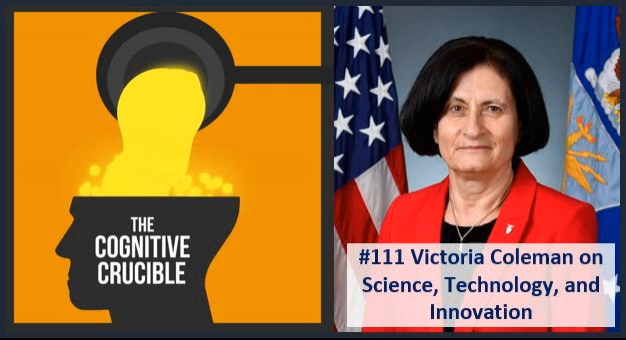 THE
COGNITIVE
CRUCIBLE
#111 Victoria Coleman on
Science, Technology, and
Innovation